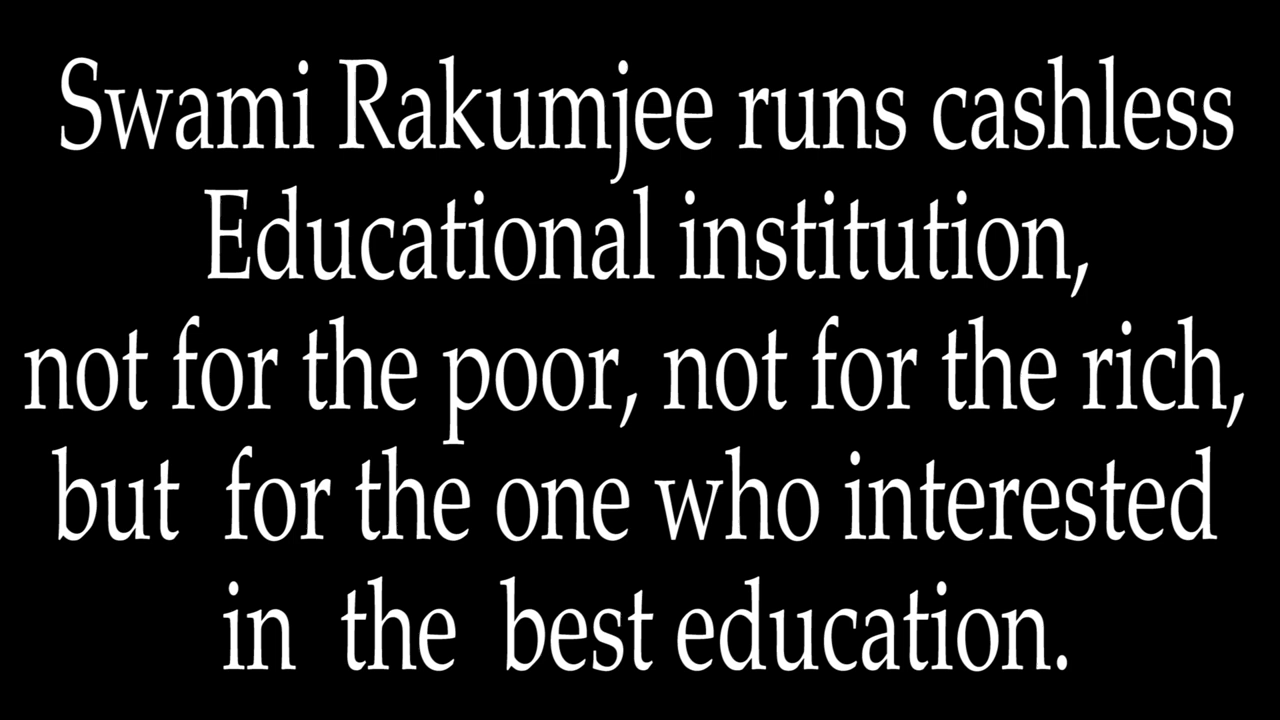 Swami Rakumjee runs cashless
Educational institution,
not for the poor, not for the rich,
but for the one who interested
in the best education.